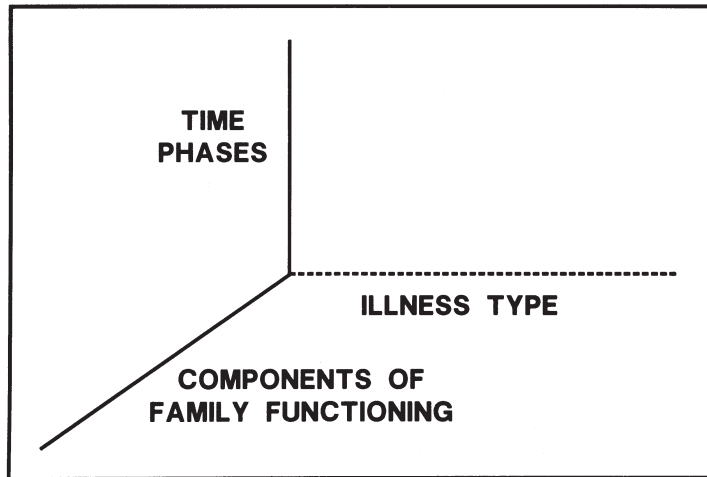 TIME
PHASES
ILLNESS TYPE
COMPONENTS OF
FAMILY FUNCTIONING